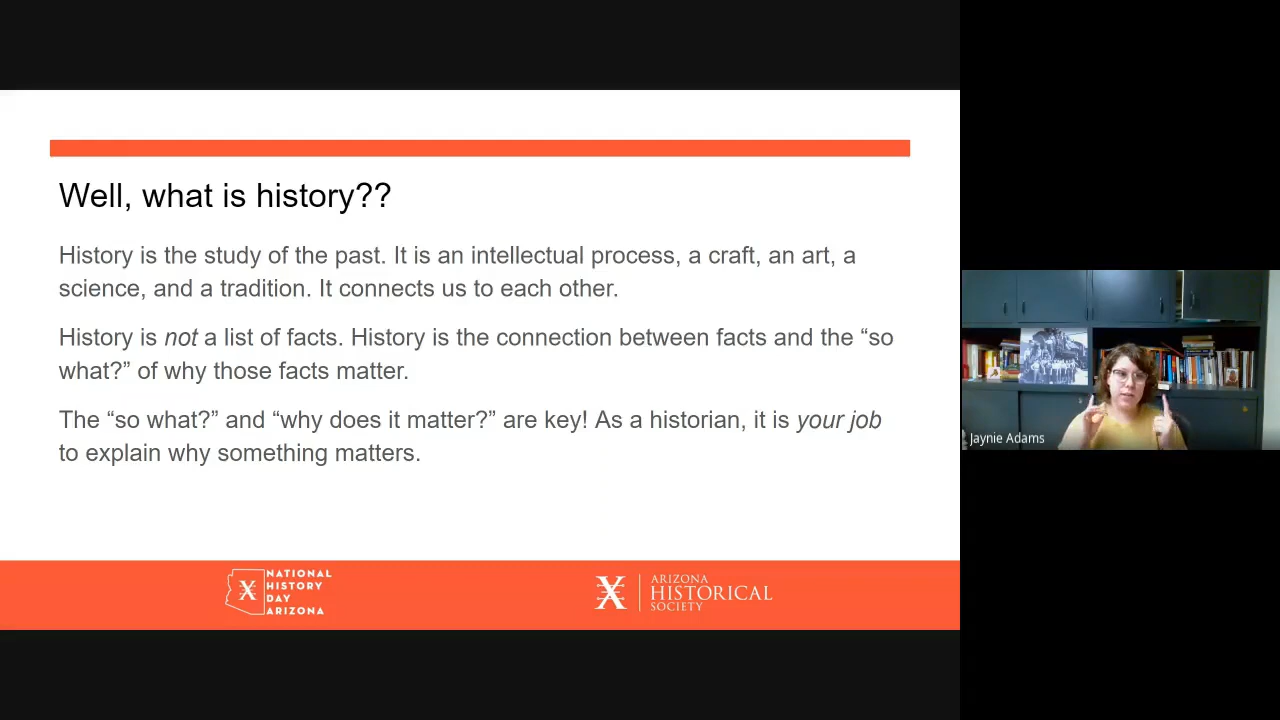 Well, what is history??
History is the study of the past. It is an intellectual process, a craft, an art, a
science, and a tradition. It connects us to each other.
History is not a list of facts. History is the connection between facts and the “so
what?” of why those facts matter.
The “so what?” and “why does it matter?” are key! As a historian, it is your job
to explain why something matters.
Jaynie Adams
NATIONAL
HISTORY
DAY
ARIZONA
ARIZONA
HISTORICAL
SOCIETY